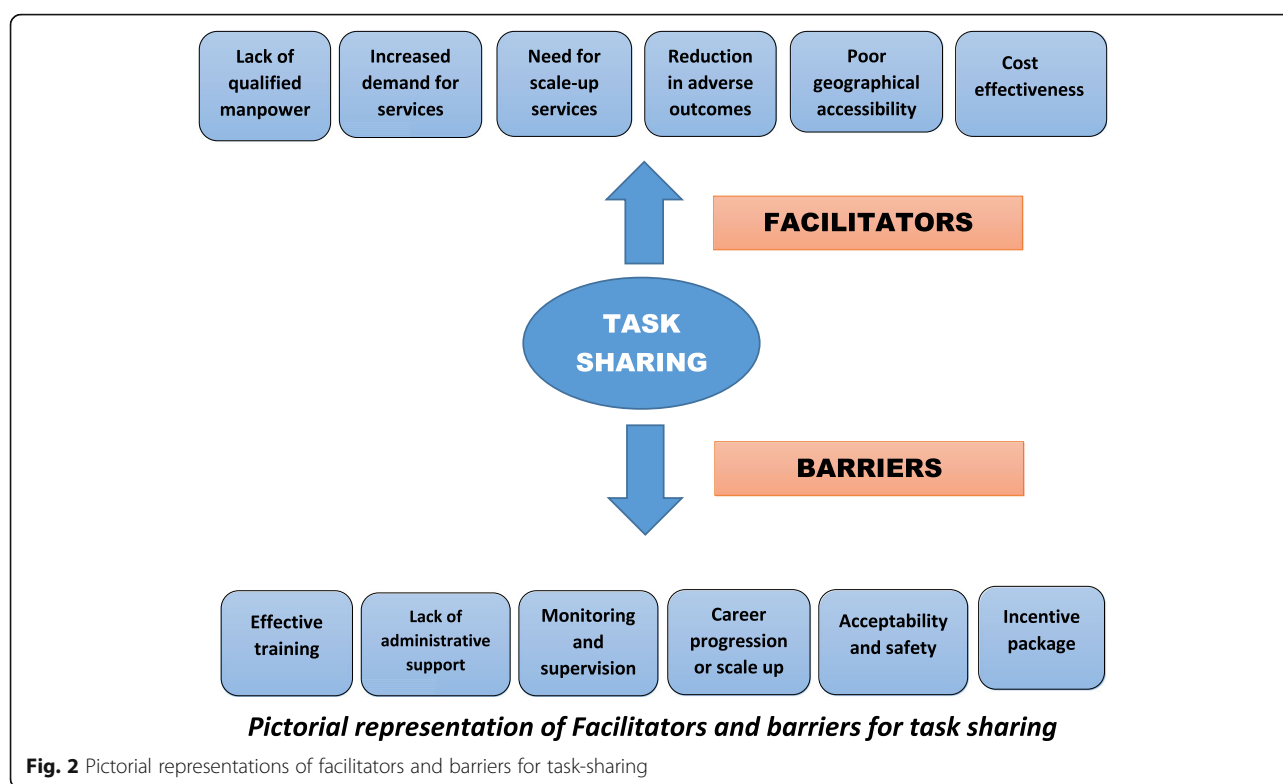 Lack of
qualified
manpower
Increased
demand for
services
Need for
scale-up
services
Reduction
in adverse
outcomes
Poor
geographical
accessibility
Cost
effectiveness
FACILITATORS
TASK
SHARING
BARRIERS
Effective
training
Lack of
administrative
support
Monitoring
and
supervision
Career
progression
or scale up
Acceptability
and safety
Incentive
package
Pictorial representation of Facilitators and barriers for task sharing
Fig. 2 Pictorial representations of facilitators and barriers for task-sharing